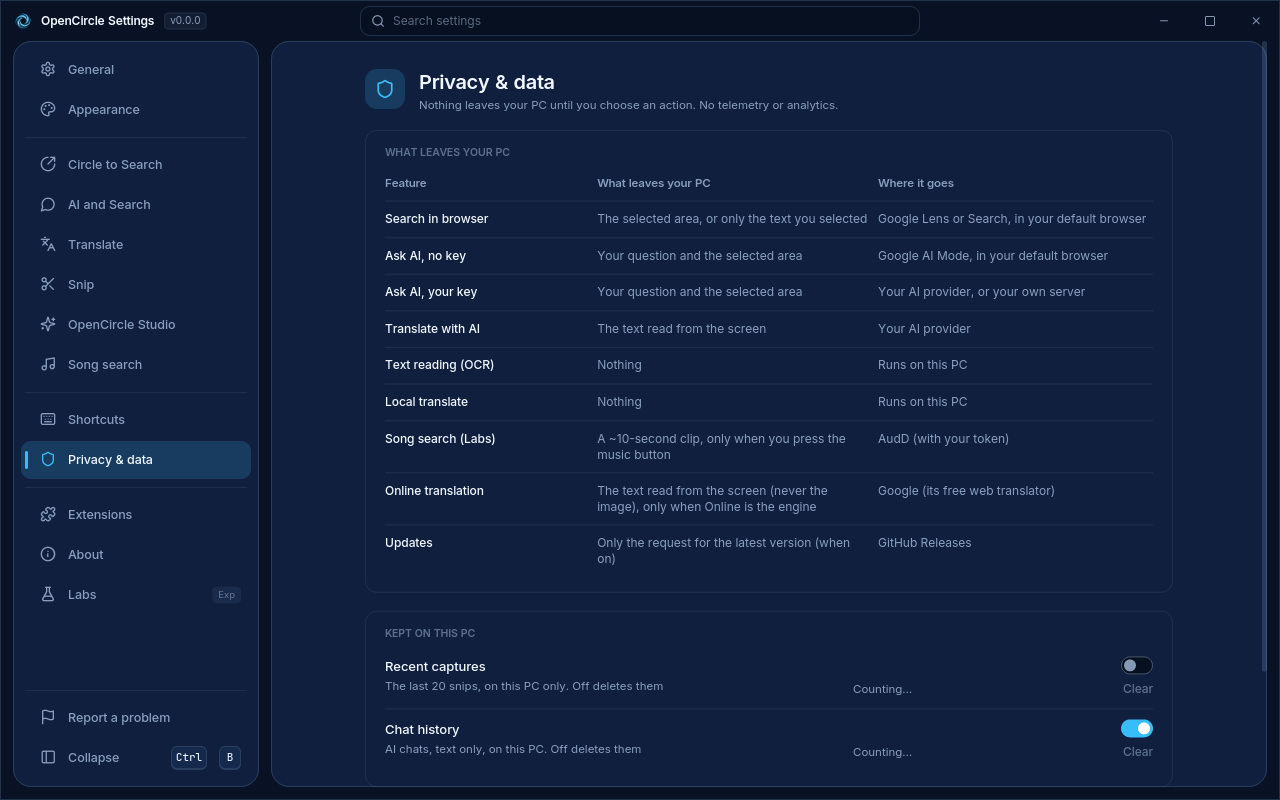 OpenCircle Settings v0.0.0
Search settings
General
Appearance
Circle to Search
AI and Search
Translate
Snip
OpenCircle Studio
Song search
Shortcuts
Privacy & data
Extensions
About
Labs Exp
Report a problem
Collapse Ctrl B
Privacy & data
Nothing leaves your PC until you choose an action. No telemetry or analytics.
WHAT LEAVES YOUR PC
Feature What leaves your PC Where it goes
Search in browser The selected area, or only the text you selected Google Lens or Search, in your default browser
Ask AI, no key Your question and the selected area Google AI Mode, in your default browser
Ask AI, your key Your question and the selected area Your AI provider, or your own server
Translate with AI The text read from the screen Your AI provider
Text reading (OCR) Nothing Runs on this PC
Local translate Nothing Runs on this PC
Song search (Labs) A ~10-second clip, only when you press the AudD (with your token)
music button
Online translation The text read from the screen (never the Google (its free web translator)
image), only when Online is the engine
Updates Only the request for the latest version (when GitHub Releases
on)
KEPT ON THIS PC
Recent captures
The last 20 snips, on this PC only. Off deletes them Counting... Clear
Chat history
AI chats, text only, on this PC. Off deletes them Counting... Clear